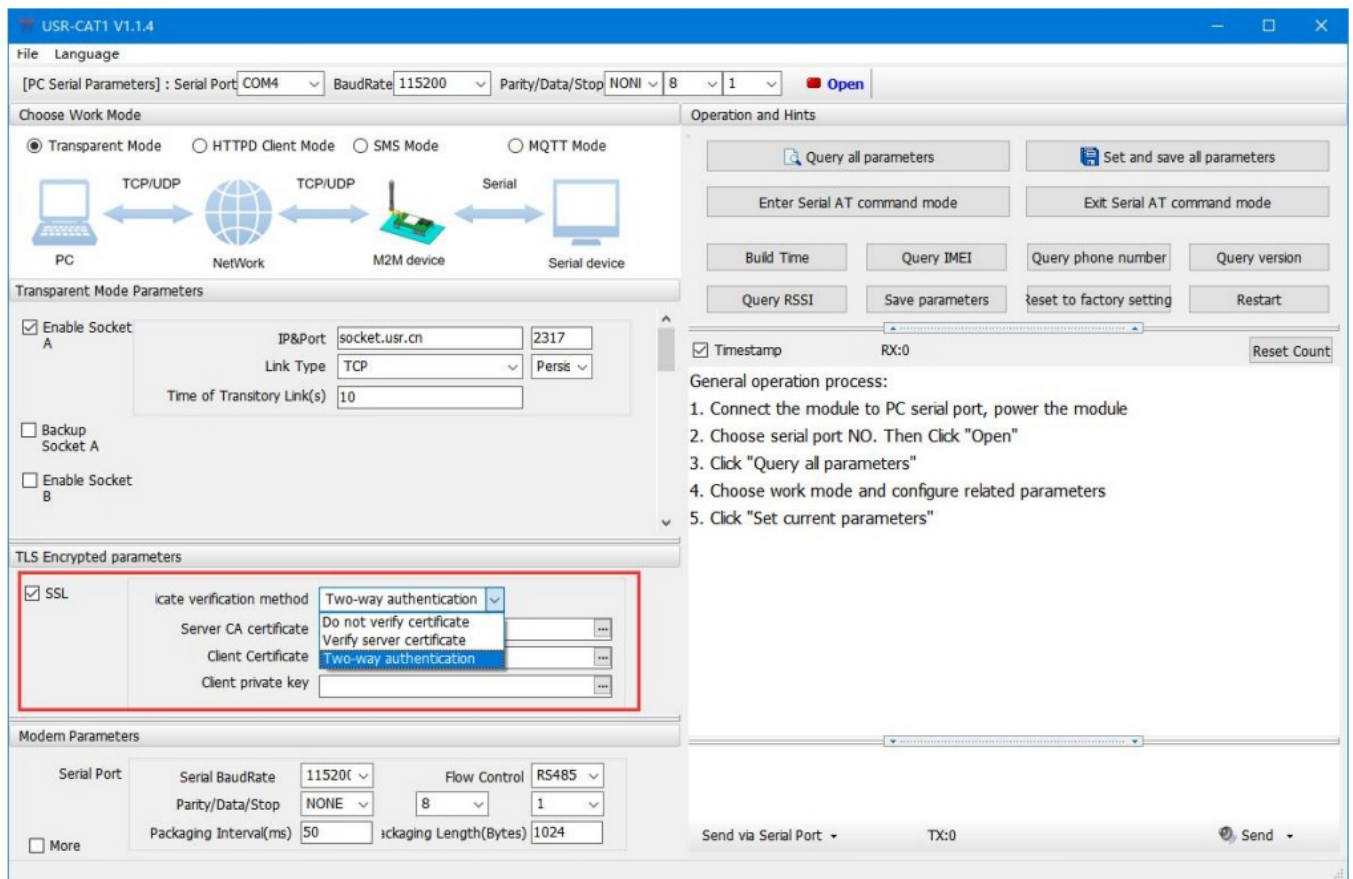 USR-CAT1 V1.1.4
File Language
[PC Serial Parameters] : Serial Port COM4 BaudRate 115200 Parity/Data/Stop NONI 8 1 Open
Choose Work Mode
Transparent Mode HTTPD Client Mode SMS Mode MQTT Mode
TCP/UDP TCP/UDP Serial
PC NetWork M2M device Serial device
Transparent Mode Parameters
Enable Socket A
IP&Port socket.usr.cn 2317
Link Type TCP Persis
Time of Transitory Link(s) 10
Backup Socket A
Enable Socket B
TLS Encrypted parameters
SSL
icate verification method Two-way authentication
Do not verify certificate
Verify server certificate
Two-way authentication
Server CA certificate ...
Client Certificate ...
Client private key ...
Modem Parameters
Serial Port
Serial BaudRate 11520( Flow Control RS485
Parity/Data/Stop NONE 8 1
Packaging Interval(ms) 50 ackaging Length(Bytes) 1024
More
Operation and Hints
Query all parameters Set and save all parameters
Enter Serial AT command mode Exit Serial AT command mode
Build Time Query IMEI Query phone number Query version
Query RSSI Save parameters Reset to factory setting Restart
Timestamp RX:0 Reset Count
General operation process:
1. Connect the module to PC serial port, power the module
2. Choose serial port NO. Then Click "Open"
3. Click "Query all parameters"
4. Choose work mode and configure related parameters
5. Click "Set current parameters"
Send via Serial Port TX:0 Send